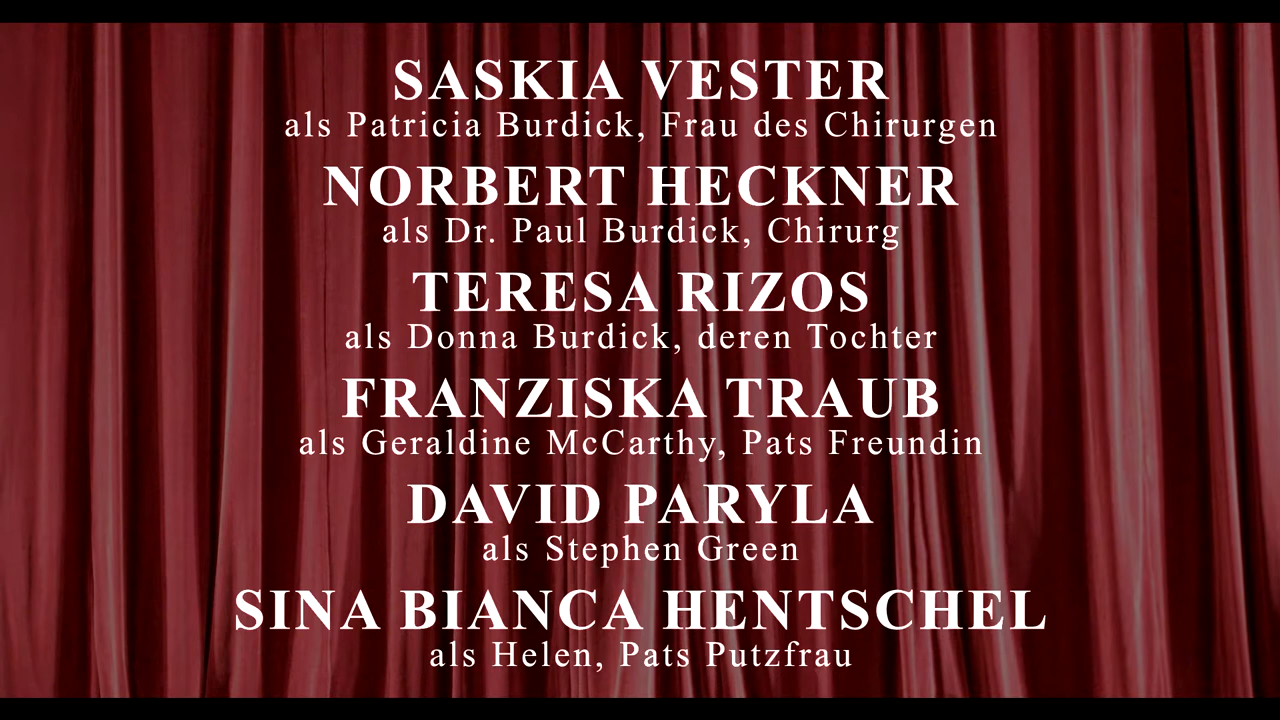 SASKIA VESTER
als Patricia Burdick, Frau des Chirurgen
NORBERT HECKNER
als Dr. Paul Burdick, Chirurg
TERESA RIZOS
als Donna Burdick, deren Tochter
FRANZISKA TRAUB
als Geraldine McCarthy, Pats Freundin
DAVID PARYLA
als Stephen Green
SINA BIANCA HENTSCHEL
als Helen, Pats Putzfrau